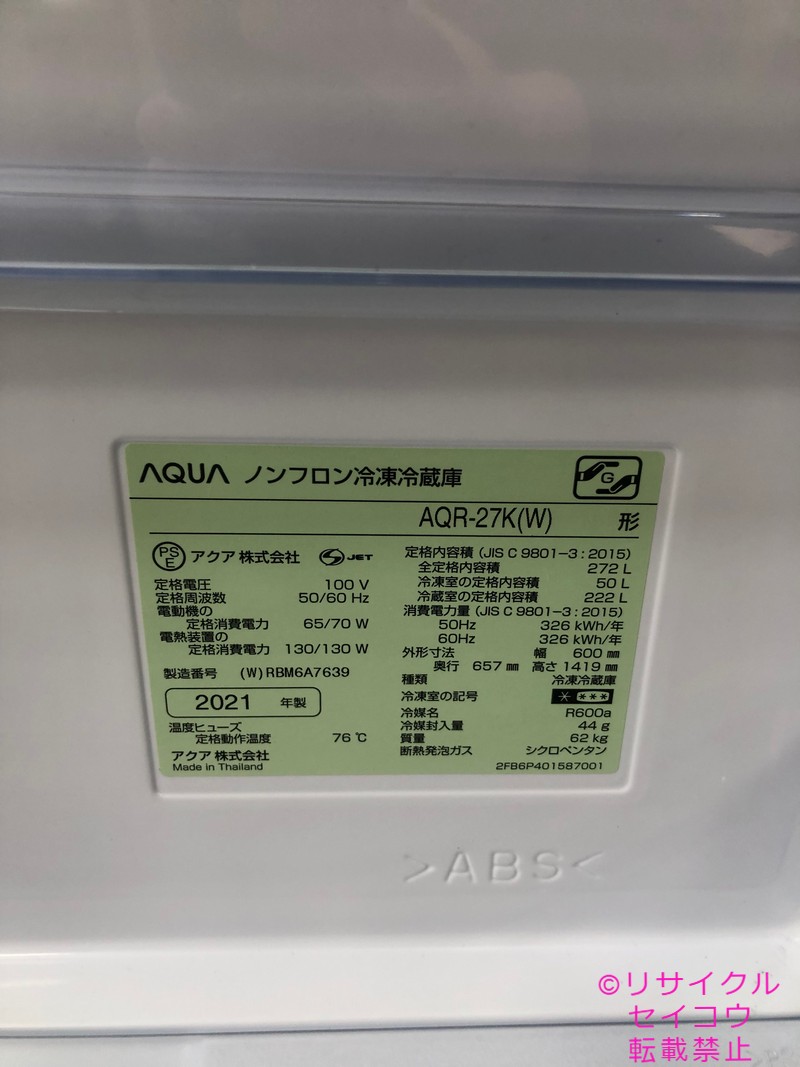 AQUA ノンフロン冷凍冷蔵庫
G
AQR-27K(W) 形
PSE アクア 株式会社 S JET
定格電圧 100 V
定格周波数 50/60 Hz
電動機の
定格消費電力 65/70 W
電熱装置の
定格消費電力 130/130 W
製造番号 (W)RBM6A7639
2021 年製
温度ヒューズ
定格動作温度 76 ℃
アクア 株式会社
Made in Thailand
定格内容積 (JIS C 9801-3 : 2015)
全定格内容積 272 L
冷凍室の定格内容積 50 L
冷蔵室の定格内容積 222 L
消費電力量 (JIS C 9801-3 : 2015)
50Hz 326 kWh/年
60Hz 326 kWh/年
外形寸法 幅 600 ㎜
奥行 657 ㎜ 高さ 1419 ㎜
種類 冷凍冷蔵庫
冷凍室の記号 * ***
冷媒名 R600a
冷媒封入量 44 g
質量 62 kg
断熱発泡ガス シクロペンタン
2FB6P401587001
>ABS<
©リサイクル
セイコウ
転載禁止